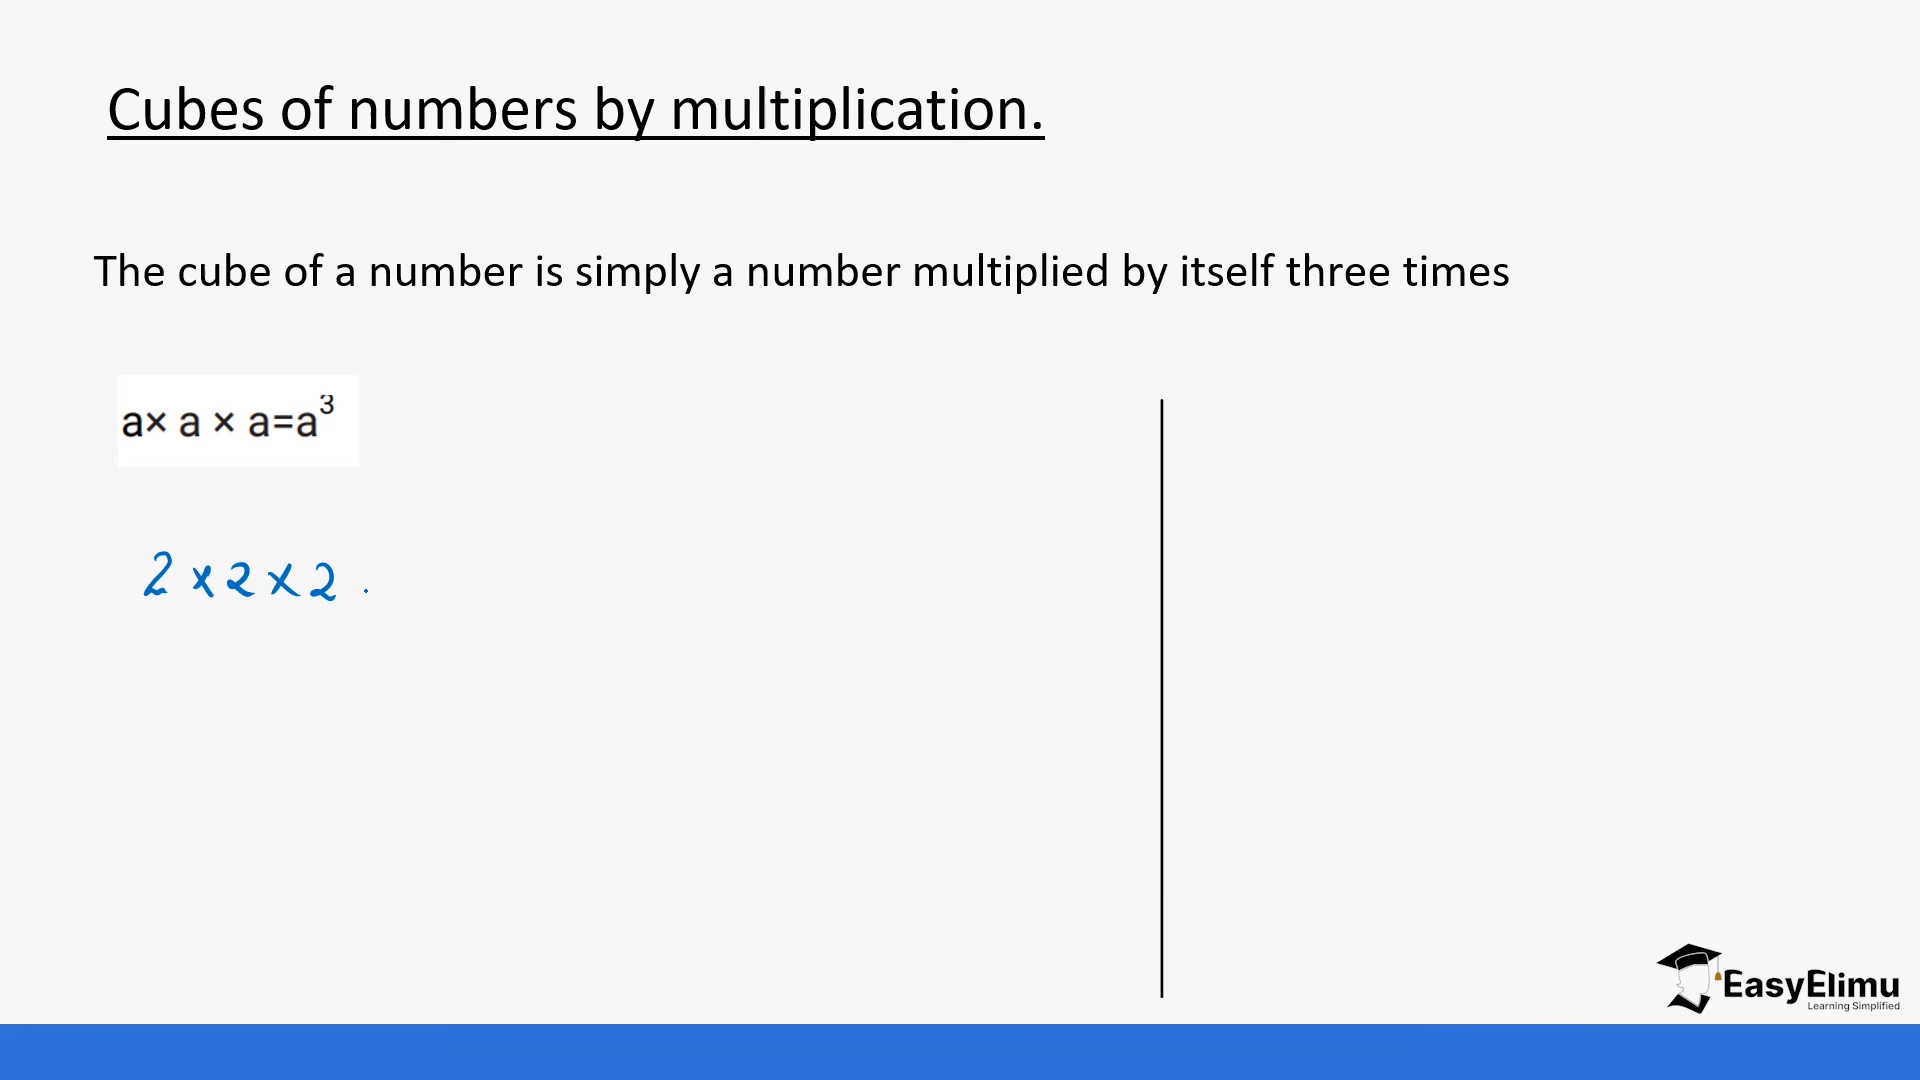 Cubes of numbers by multiplication.
The cube of a number is simply a number multiplied by itself three times
a× a × a=a³
2 × 2 × 2 .
EasyElimu
Learning Simplified